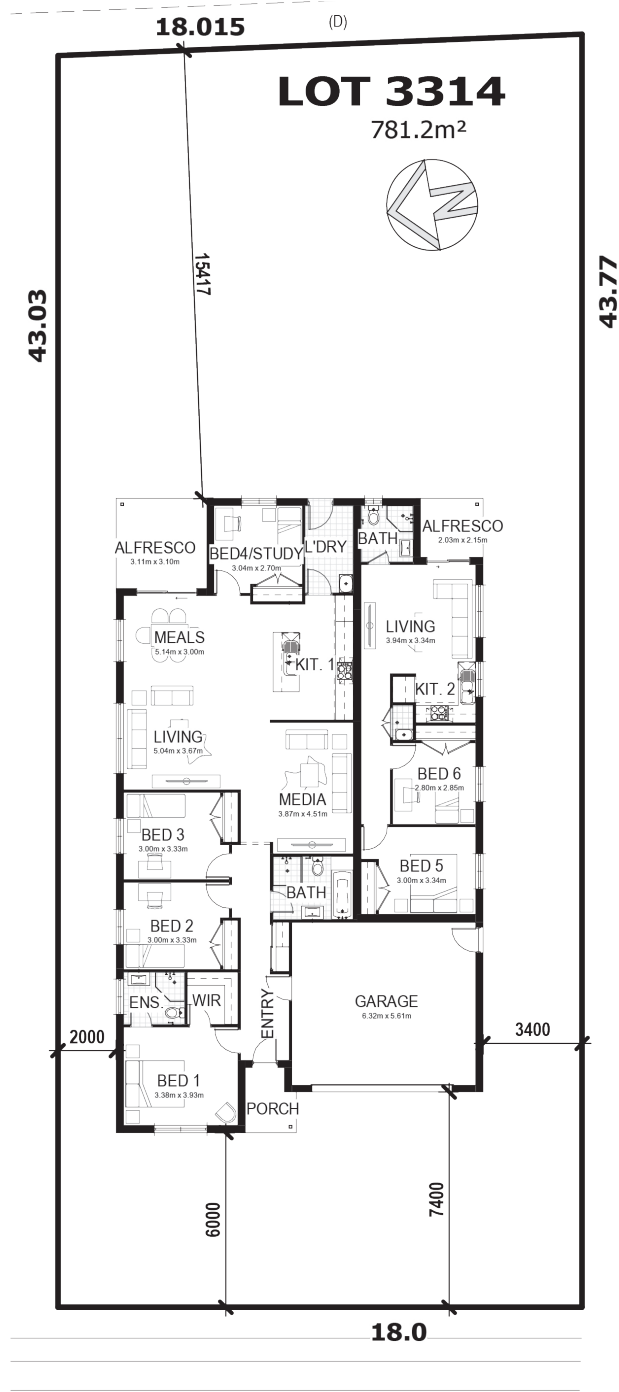 18.015
(D)
LOT 3314
781.2m²
N
15417
43.03
43.77
ALFRESCO
3.11m x 3.10m
BED4/STUDY
3.04m x 2.70m
L'DRY
BATH
ALFRESCO
2.03m x 2.15m
MEALS
5.14m x 3.00m
KIT. 1
LIVING
3.94m x 3.34m
KIT. 2
LIVING
5.04m x 3.67m
MEDIA
3.87m x 4.51m
BED 6
2.80m x 2.85m
BED 3
3.00m x 3.33m
BATH
BED 5
3.00m x 3.34m
BED 2
3.00m x 3.33m
ENS.
WIR
ENTRY
GARAGE
6.32m x 5.61m
2000
3400
BED 1
3.38m x 3.93m
PORCH
6000
7400
18.0